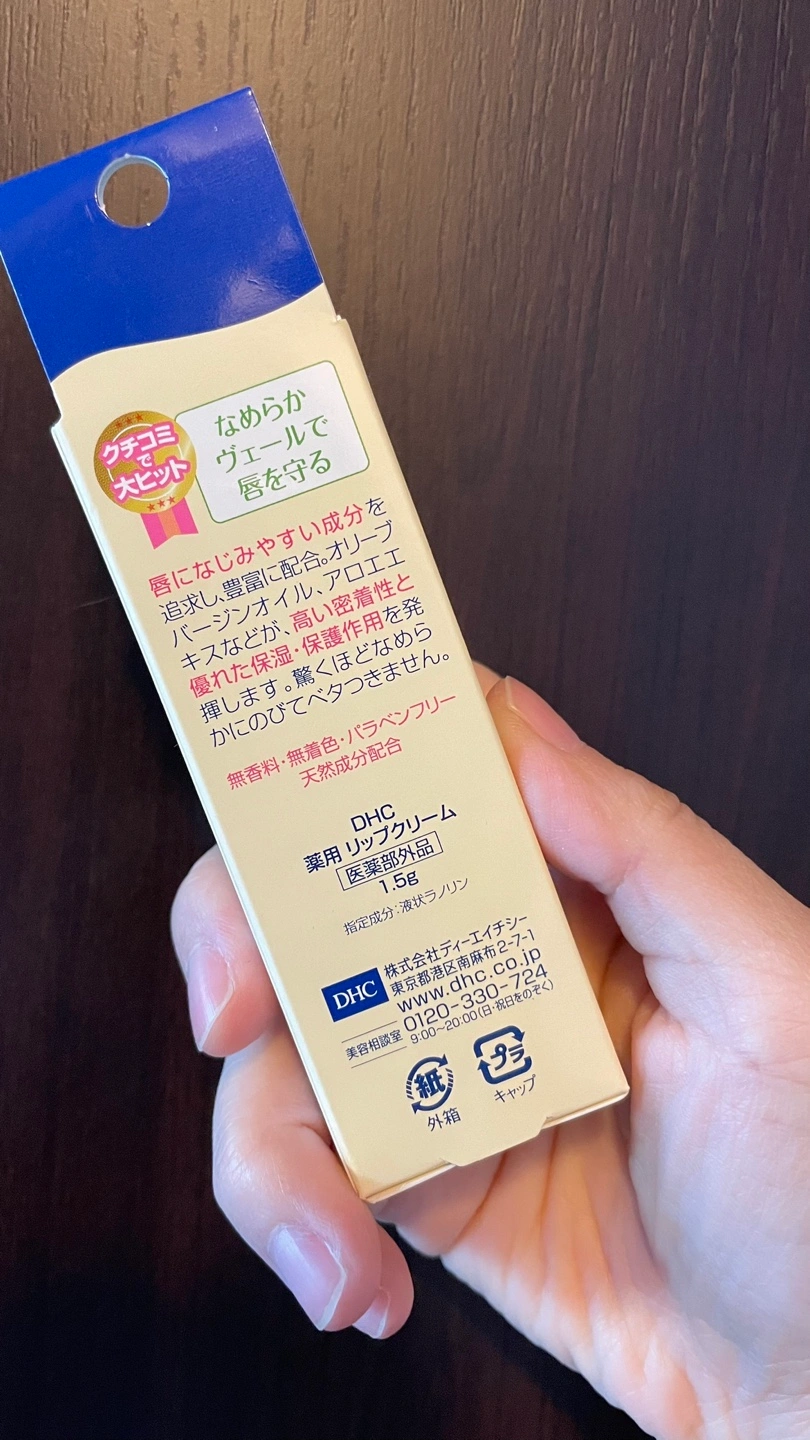 クチコミ
で
大ヒット
なめらか
ヴェールで
唇を守る
唇になじみやすい成分を
追求し、豊富に配合。オリーブ
バージンオイル、アロエエ
キスなどが、高い密着性と
優れた保湿・保護作用を発
揮します。驚くほどなめら
かにのびてベタつきません。
無香料・無着色・パラベンフリー
天然成分配合
DHC
薬用 リップクリーム
医薬部外品
1.5g
指定成分:液状ラノリン
DHC
株式会社ディーエイチシー
東京都港区南麻布2-7-1
www.dhc.co.jp
美容相談室
0120-330-724
9:00〜20:00(日・祝日をのぞく)
紙
外箱
プラ
キャップ